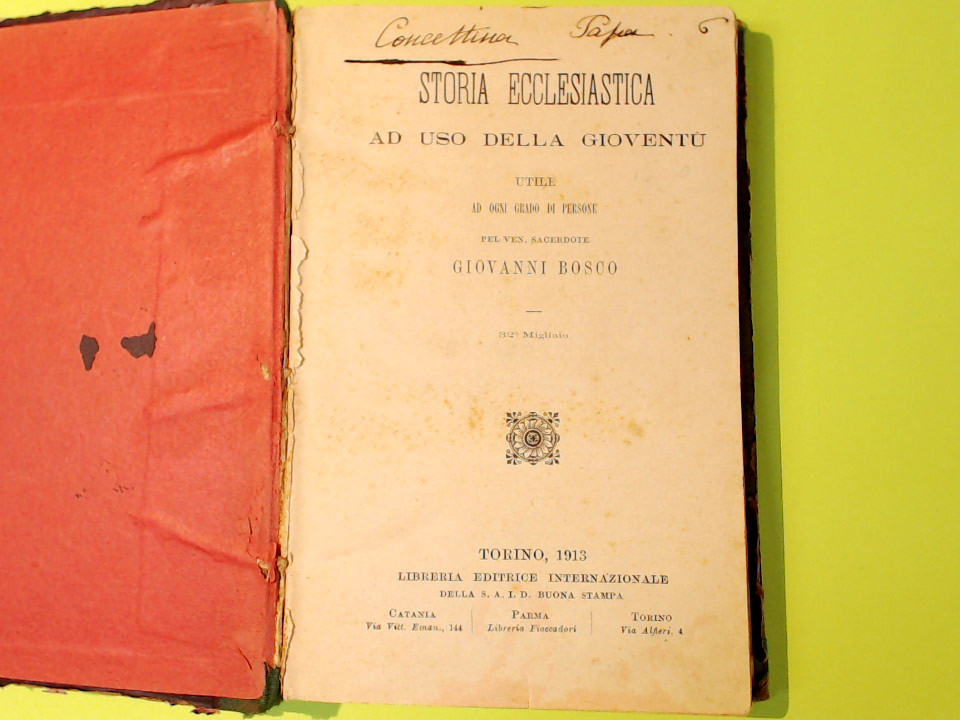 Concettina Papa 6
STORIA ECCLESIASTICA
AD USO DELLA GIOVENTÙ
UTILE
AD OGNI GRADO DI PERSONE
PEL VEN. SACERDOTE
GIOVANNI BOSCO
32º Migliaio
TORINO, 1913
LIBRERIA EDITRICE INTERNAZIONALE
DELLA S. A. I. D. BUONA STAMPA
CATANIA PARMA TORINO
Via Vitt. Eman., 144 Libreria Fiaccadori Via Alfieri, 4